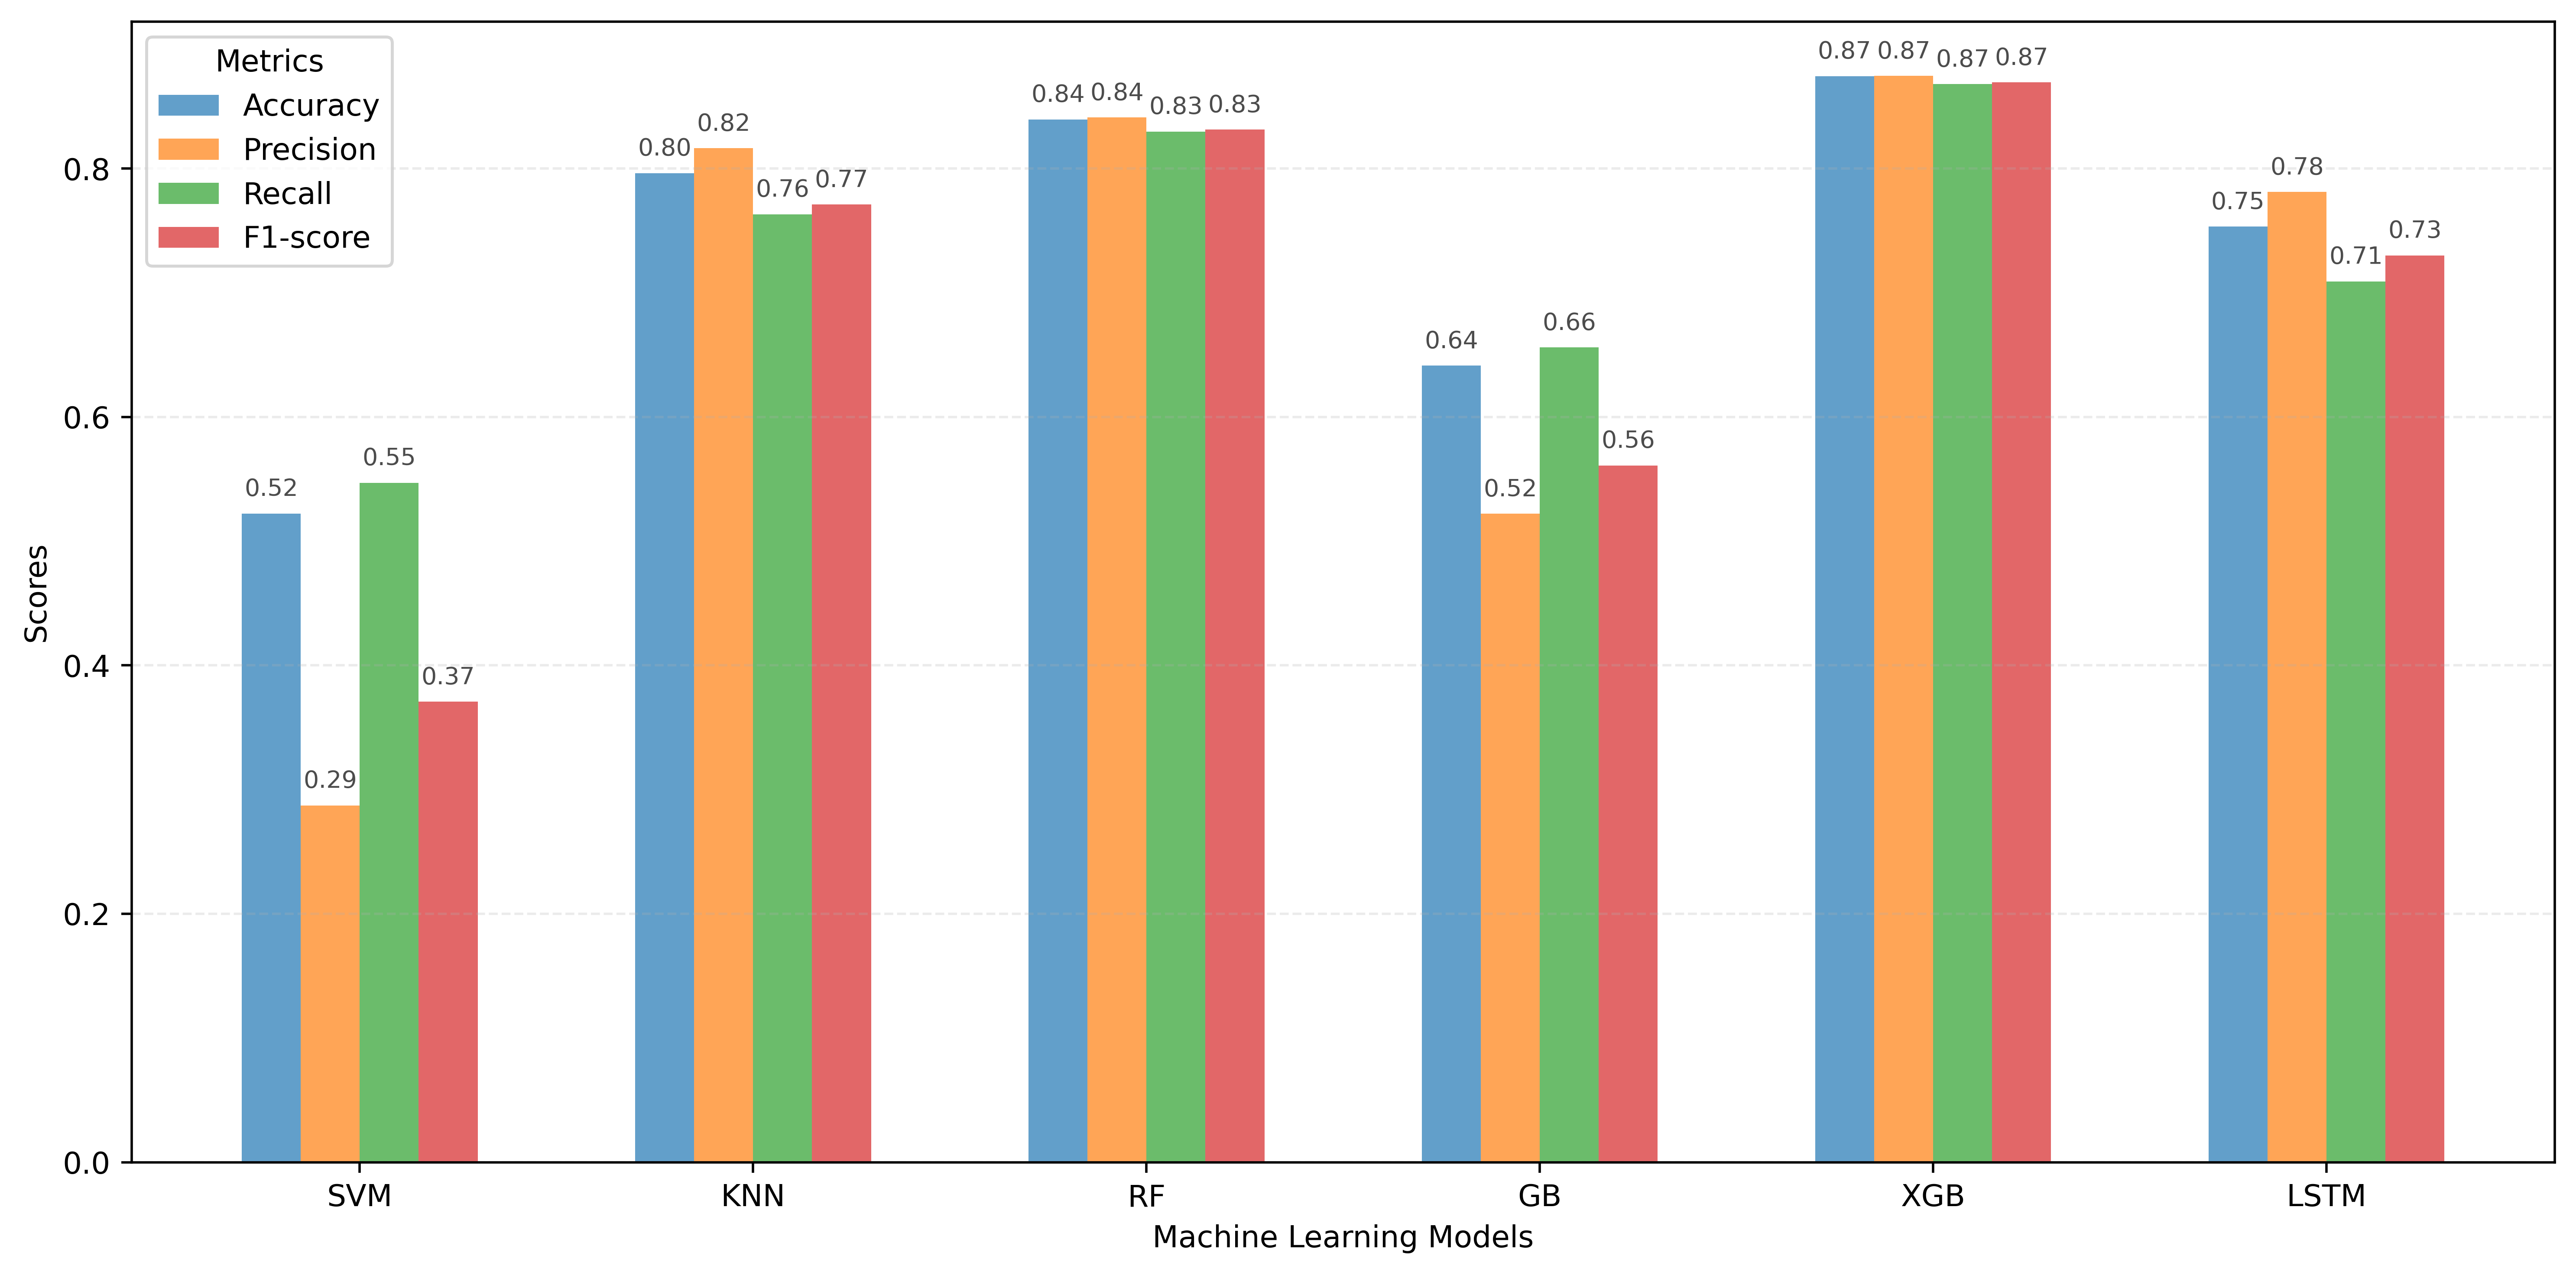 Metrics
Accuracy
Precision
Recall
F1-score
Scores
0.8
0.6
0.4
0.2
0.0
0.52
0.29
0.55
0.37
0.80
0.82
0.76
0.77
0.84
0.84
0.83
0.83
0.64
0.52
0.66
0.56
0.87
0.87
0.87
0.87
0.75
0.78
0.71
0.73
SVM
KNN
RF
GB
XGB
LSTM
Machine Learning Models